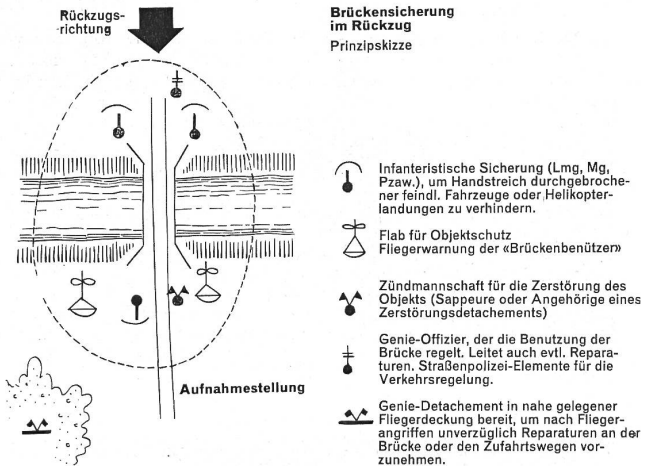 Rückzugs-
richtung
Brückensicherung
im Rückzug
Prinzipskizze
Infanteristische Sicherung (Lmg, Mg,
Pzaw.), um Handstreich durchgebroche-
ner feindl. Fahrzeuge oder Helikopter-
landungen zu verhindern.
Flab für Objektschutz
Fliegerwarnung der «Brückenbenützer»
Zündmannschaft für die Zerstörung des
Objekts (Sappeure oder Angehörige eines
Zerstörungsdetachements)
Genie-Offizier, der die Benutzung der
Brücke regelt. Leitet auch evtl. Repara-
turen. Straßenpolizei-Elemente für die
Verkehrsregelung.
Aufnahmestellung
Genie-Detachement in nahe gelegener
Fliegerdeckung bereit, um nach Flieger-
angriffen unverzüglich Reparaturen an der
Brücke oder den Zufahrtswegen vor-
zunehmen.